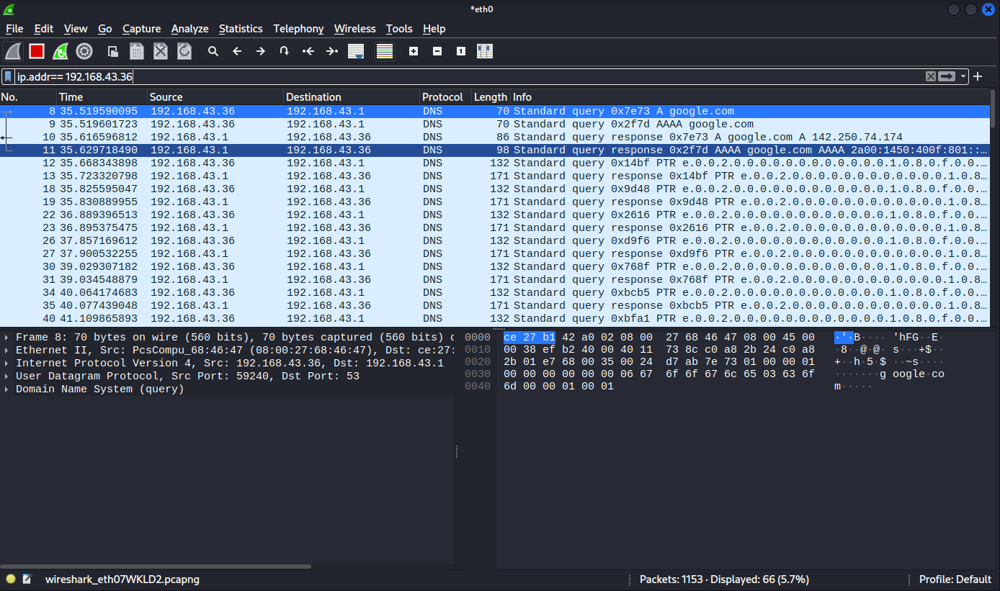 *eth0
File Edit View Go Capture Analyze Statistics Telephony Wireless Tools Help
ip.addr== 192.168.43.36
No. Time Source Destination Protocol Length Info
8 35.519590095 192.168.43.36 192.168.43.1 DNS 70 Standard query 0x7e73 A google.com
9 35.519601723 192.168.43.36 192.168.43.1 DNS 70 Standard query 0x2f7d AAAA google.com
10 35.616596812 192.168.43.1 192.168.43.36 DNS 86 Standard query response 0x7e73 A google.com A 142.250.74.174
11 35.629718490 192.168.43.1 192.168.43.36 DNS 98 Standard query response 0x2f7d AAAA google.com AAAA 2a00:1450:400f:801::…
12 35.668343898 192.168.43.36 192.168.43.1 DNS 132 Standard query 0x14bf PTR e.0.0.2.0.0.0.0.0.0.0.0.0.0.0.0.1.0.8.0.f.0.0.…
13 35.723320798 192.168.43.1 192.168.43.36 DNS 171 Standard query response 0x14bf PTR e.0.0.2.0.0.0.0.0.0.0.0.0.0.0.0.1.0.8…
18 35.825595047 192.168.43.36 192.168.43.1 DNS 132 Standard query 0x9d48 PTR e.0.0.2.0.0.0.0.0.0.0.0.0.0.0.0.1.0.8.0.f.0.0.…
19 35.830889955 192.168.43.1 192.168.43.36 DNS 171 Standard query response 0x9d48 PTR e.0.0.2.0.0.0.0.0.0.0.0.0.0.0.0.1.0.8…
22 36.889396513 192.168.43.36 192.168.43.1 DNS 132 Standard query 0x2616 PTR e.0.0.2.0.0.0.0.0.0.0.0.0.0.0.0.1.0.8.0.f.0.0.…
23 36.895375475 192.168.43.1 192.168.43.36 DNS 171 Standard query response 0x2616 PTR e.0.0.2.0.0.0.0.0.0.0.0.0.0.0.0.1.0.8…
26 37.857169612 192.168.43.36 192.168.43.1 DNS 132 Standard query 0xd9f6 PTR e.0.0.2.0.0.0.0.0.0.0.0.0.0.0.0.1.0.8.0.f.0.0.…
27 37.900532255 192.168.43.1 192.168.43.36 DNS 171 Standard query response 0xd9f6 PTR e.0.0.2.0.0.0.0.0.0.0.0.0.0.0.0.1.0.8…
30 39.029307182 192.168.43.36 192.168.43.1 DNS 132 Standard query 0x768f PTR e.0.0.2.0.0.0.0.0.0.0.0.0.0.0.0.1.0.8.0.f.0.0.…
31 39.034548879 192.168.43.1 192.168.43.36 DNS 171 Standard query response 0x768f PTR e.0.0.2.0.0.0.0.0.0.0.0.0.0.0.0.1.0.8…
34 40.064174683 192.168.43.36 192.168.43.1 DNS 132 Standard query 0xbcb5 PTR e.0.0.2.0.0.0.0.0.0.0.0.0.0.0.0.1.0.8.0.f.0.0.…
35 40.077439048 192.168.43.1 192.168.43.36 DNS 171 Standard query response 0xbcb5 PTR e.0.0.2.0.0.0.0.0.0.0.0.0.0.0.0.1.0.8…
40 41.109865893 192.168.43.36 192.168.43.1 DNS 132 Standard query 0xbfa1 PTR e.0.0.2.0.0.0.0.0.0.0.0.0.0.0.0.1.0.8.0.f.0.0.…
Frame 8: 70 bytes on wire (560 bits), 70 bytes captured (560 bits) o
Ethernet II, Src: PcsCompu_68:46:47 (08:00:27:68:46:47), Dst: ce:27:
Internet Protocol Version 4, Src: 192.168.43.36, Dst: 192.168.43.1
User Datagram Protocol, Src Port: 59240, Dst Port: 53
Domain Name System (query)
0000 ce 27 b1 42 a0 02 08 00 27 68 46 47 08 00 45 00 ·'·B···· 'hFG··E·
0010 00 38 ef b2 40 00 40 11 73 8c c0 a8 2b 24 c0 a8 ·8··@·@· s···+$··
0020 2b 01 e7 68 00 35 00 24 d7 ab 7e 73 01 00 00 01 +··h·5·$ ··~s····
0030 00 00 00 00 00 00 06 67 6f 6f 67 6c 65 03 63 6f ·······g oogle·co
0040 6d 00 00 01 00 01 m·····
wireshark_eth07WKLD2.pcapng Packets: 1153 · Displayed: 66 (5.7%) Profile: Default